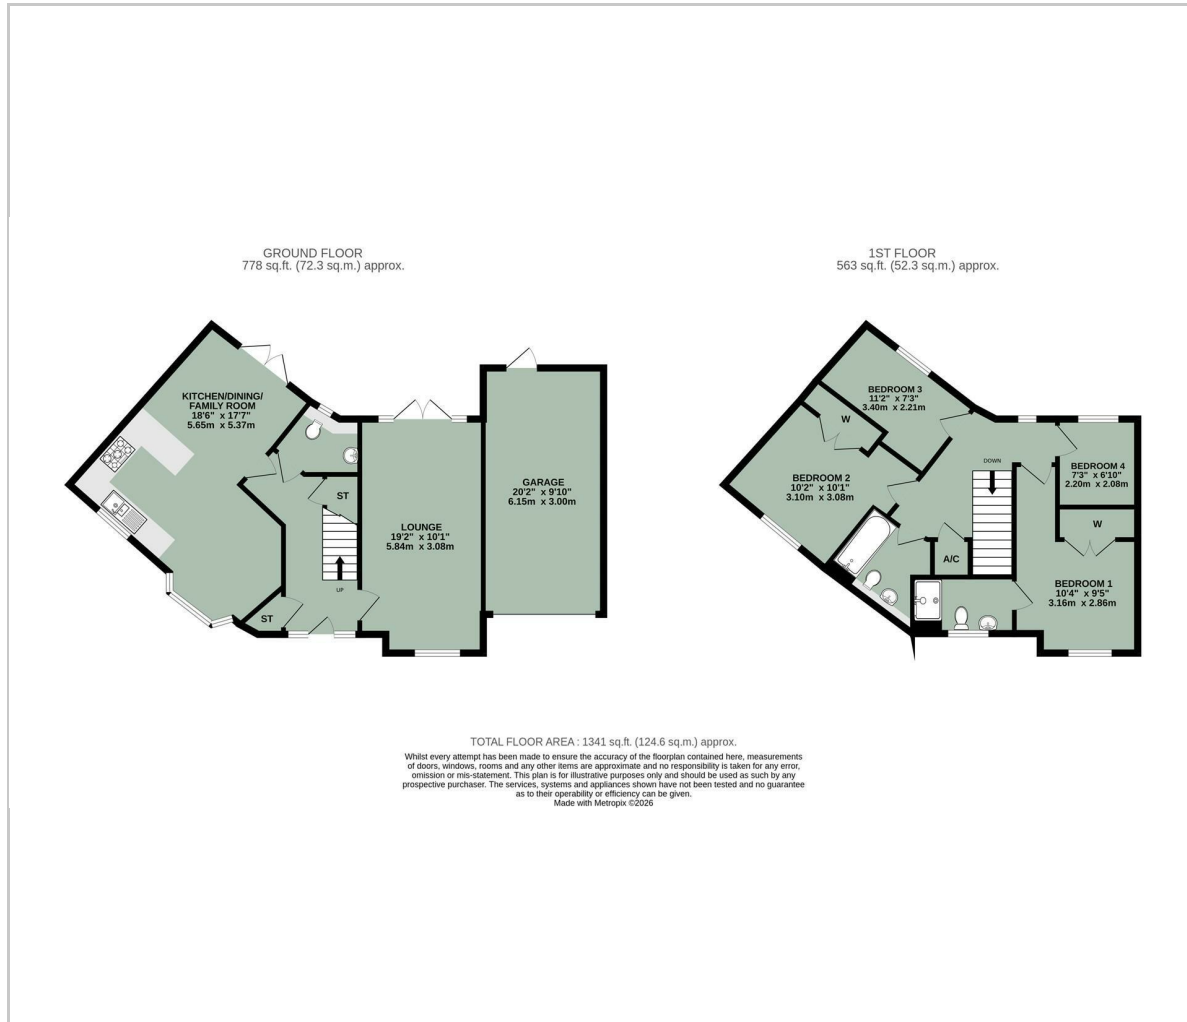 GROUND FLOOR
778 sq.ft. (72.3 sq.m.) approx.
KITCHEN/DINING/
FAMILY ROOM
18'6" x 17'7"
5.65m x 5.37m
ST
LOUNGE
19'2" x 10'1"
5.84m x 3.08m
GARAGE
20'2" x 9'10"
6.15m x 3.00m
UP
ST
1ST FLOOR
563 sq.ft. (52.3 sq.m.) approx.
BEDROOM 3
11'2" x 7'3"
3.40m x 2.21m
W
BEDROOM 2
10'2" x 10'1"
3.10m x 3.08m
DOWN
BEDROOM 4
7'3" x 6'10"
2.20m x 2.08m
W
A/C
BEDROOM 1
10'4" x 9'5"
3.16m x 2.86m
TOTAL FLOOR AREA : 1341 sq.ft. (124.6 sq.m.) approx.
Whilst every attempt has been made to ensure the accuracy of the floorplan contained here, measurements
of doors, windows, rooms and any other items are approximate and no responsibility is taken for any error,
omission or mis-statement. This plan is for illustrative purposes only and should be used as such by any
prospective purchaser. The services, systems and appliances shown have not been tested and no guarantee
as to their operability or efficiency can be given.
Made with Metropix ©2026